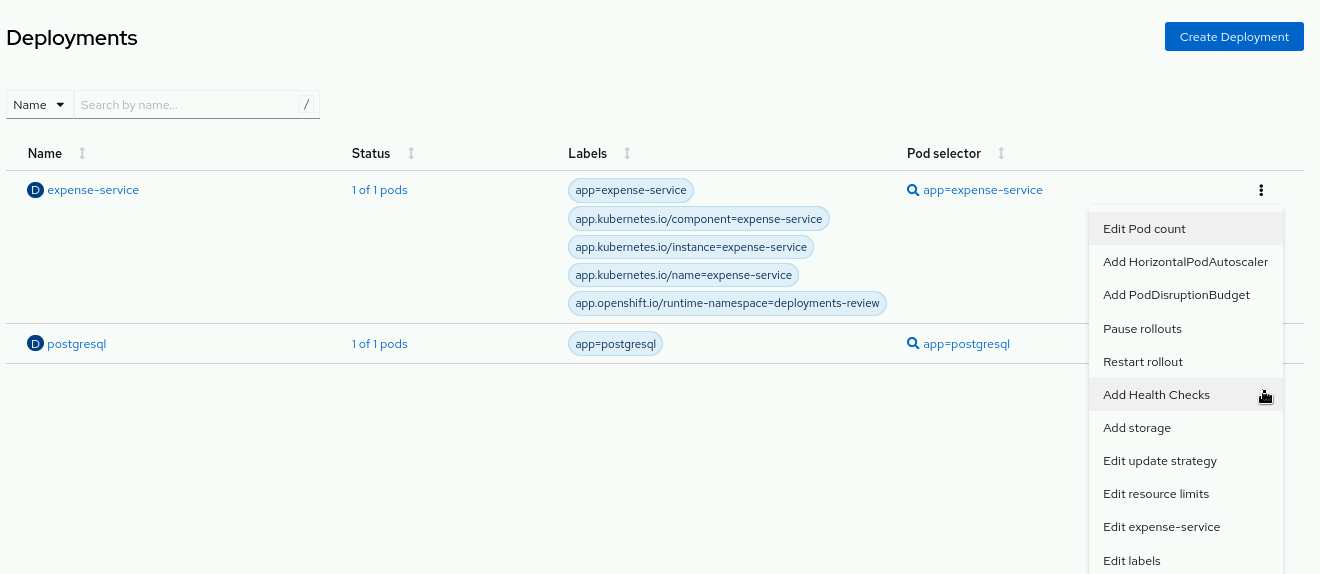 Deployments
Create Deployment
Name
Search by name...
/
Name Status Labels Pod selector
D expense-service 1 of 1 pods app=expense-service app=expense-service
app.kubernetes.io/component=expense-service
app.kubernetes.io/instance=expense-service
app.kubernetes.io/name=expense-service
app.openshift.io/runtime-namespace=deployments-review
D postgresql 1 of 1 pods app=postgresql app=postgresql
Edit Pod count
Add HorizontalPodAutoscaler
Add PodDisruptionBudget
Pause rollouts
Restart rollout
Add Health Checks
Add storage
Edit update strategy
Edit resource limits
Edit expense-service
Edit labels